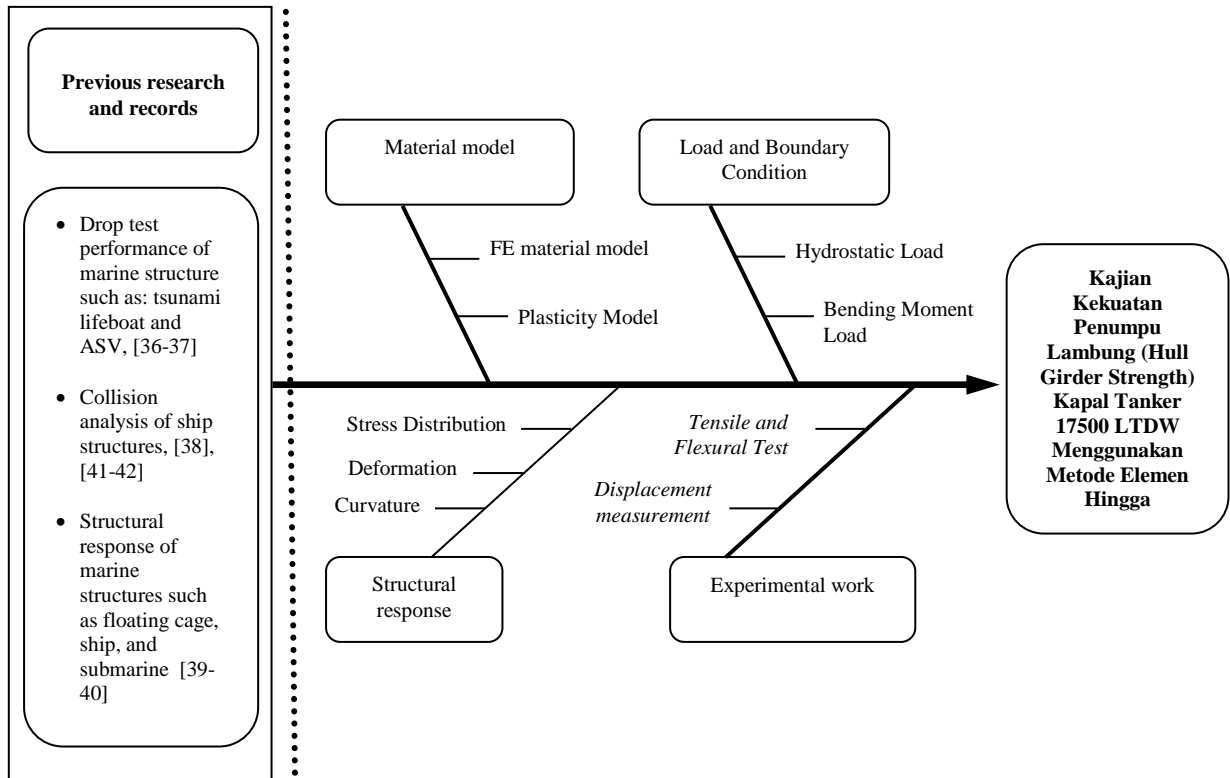 Previous research
and records
• Drop test
performance of
marine structure
such as: tsunami
lifeboat and
ASV, [36-37]
• Collision
analysis of ship
structures, [38],
[41-42]
• Structural
response of
marine
structures such
as floating cage,
ship, and
submarine [39-
40]
Material model
FE material model
Plasticity Model
Load and Boundary
Condition
Hydrostatic Load
Bending Moment
Load
Stress Distribution
Deformation
Curvature
Structural
response
Tensile and
Flexural Test
Displacement
measurement
Experimental work
Kajian
Kekuatan
Penumpu
Lambung (Hull
Girder Strength)
Kapal Tanker
17500 LTDW
Menggunakan
Metode Elemen
Hingga